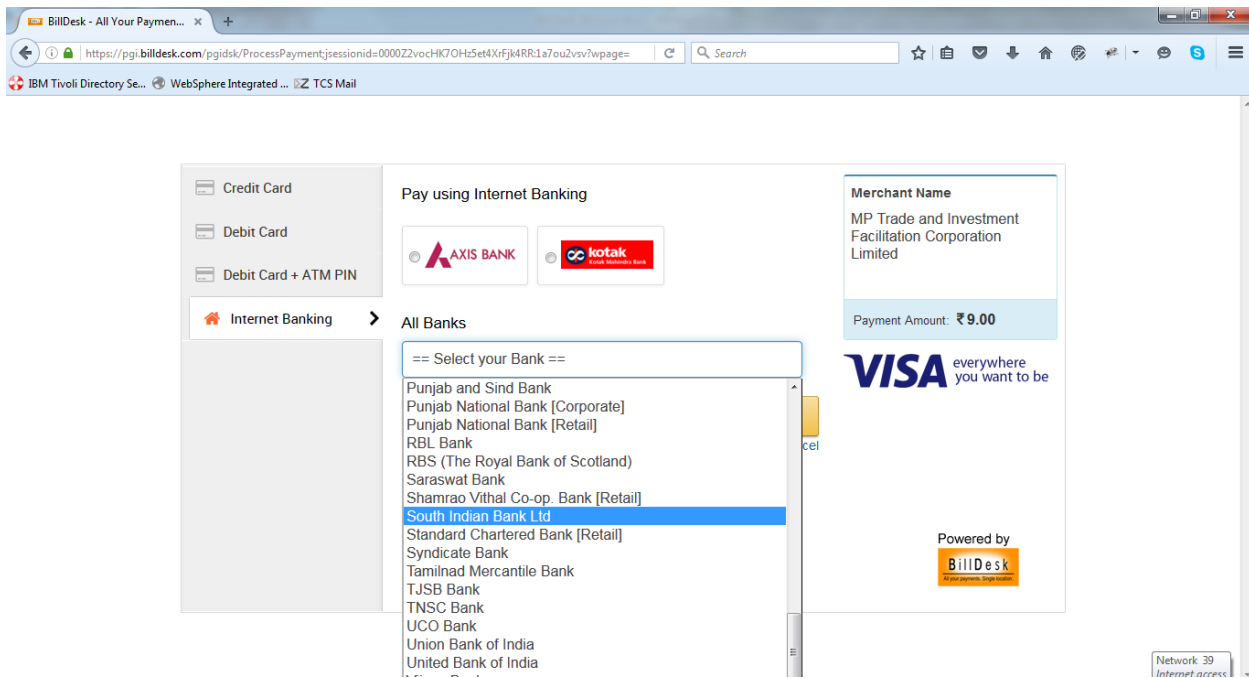 BillDesk - All Your Paymen...
https://pgi.billdesk.com/pgidsk/ProcessPayment;jsessionid=0000Z2vocHK7OHz5et4XrFjk4RR:1a7ou2vsv?wpage=
Search
IBM Tivoli Directory Se... WebSphere Integrated ... TCS Mail
Credit Card
Debit Card
Debit Card + ATM PIN
Internet Banking
Pay using Internet Banking
AXIS BANK
kotak
Kotak Mahindra Bank
All Banks
== Select your Bank ==
Punjab and Sind Bank
Punjab National Bank [Corporate]
Punjab National Bank [Retail]
RBL Bank
RBS (The Royal Bank of Scotland)
Saraswat Bank
Shamrao Vithal Co-op. Bank [Retail]
South Indian Bank Ltd
Standard Chartered Bank [Retail]
Syndicate Bank
Tamilnad Mercantile Bank
TJSB Bank
TNSC Bank
UCO Bank
Union Bank of India
United Bank of India
cel
Merchant Name
MP Trade and Investment
Facilitation Corporation
Limited
Payment Amount: ₹ 9.00
VISA everywhere
you want to be
Powered by
BillDesk
All your payments. Single location.
Network 39
Internet access